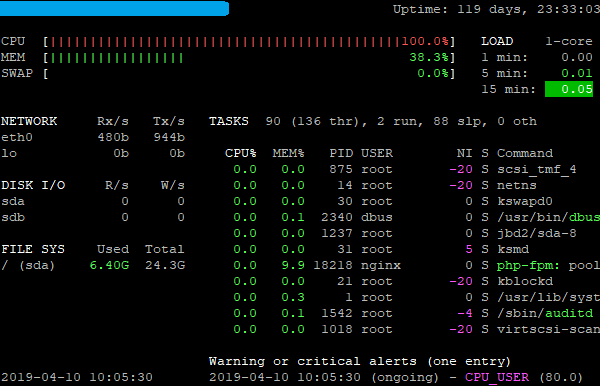 Uptime: 119 days, 23:33:03
CPU [||||||||||||||||||||||||||||||||||||||||||||100.0%] LOAD 1-core
MEM [||||||||||||||||| 38.3%] 1 min: 0.00
SWAP [ 0.0%] 5 min: 0.01
15 min: 0.05
NETWORK Rx/s Tx/s TASKS 90 (136 thr), 2 run, 88 slp, 0 oth
eth0 480b 944b
lo 0b 0b CPU% MEM% PID USER NI S Command
0.0 0.0 875 root -20 S scsi_tmf_4
DISK I/O R/s W/s 0.0 0.0 14 root -20 S netns
sda 0 0 0.0 0.0 30 root 0 S kswapd0
sdb 0 0 0.0 0.1 2340 dbus 0 S /usr/bin/dbus
0.0 0.0 1237 root 0 S jbd2/sda-8
FILE SYS Used Total 0.0 0.0 31 root 5 S ksmd
/ (sda) 6.40G 24.3G 0.0 9.9 18218 nginx 0 S php-fpm: pool
0.0 0.0 21 root -20 S kblockd
0.0 0.3 1 root 0 S /usr/lib/syst
0.0 0.1 1542 root -4 S /sbin/auditd
0.0 0.0 1018 root -20 S virtscsi-scan
Warning or critical alerts (one entry)
2019-04-10 10:05:30 2019-04-10 10:05:30 (ongoing) - CPU_USER (80.0)